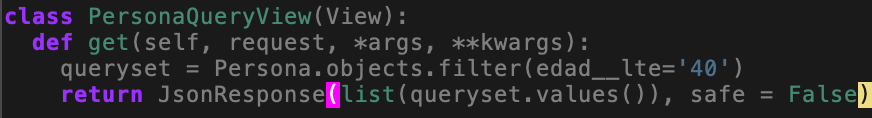 class PersonaQueryView(View):
  def get(self, request, *args, **kwargs):
    queryset = Persona.objects.filter(edad__lte='40')
    return JsonResponse(list(queryset.values()), safe = False)